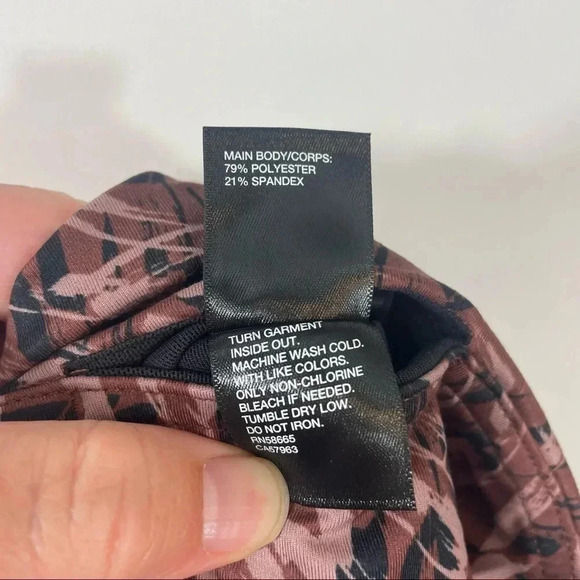 MAIN BODY/CORPS:
79% POLYESTER
21% SPANDEX
TURN GARMENT
INSIDE OUT.
MACHINE WASH COLD.
WITH LIKE COLORS.
ONLY NON-CHLORINE
BLEACH IF NEEDED.
TUMBLE DRY LOW.
DO NOT IRON.
RN58665
CA57963